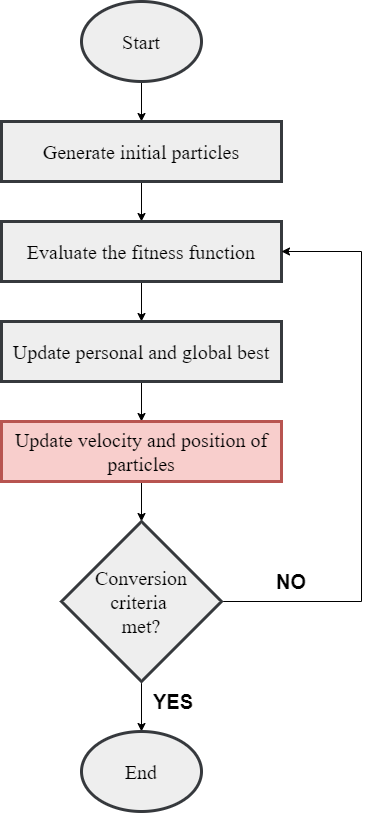 Start
Generate initial particles
Evaluate the fitness function
Update personal and global best
Update velocity and position of
particles
Conversion
criteria
met?
NO
YES
End